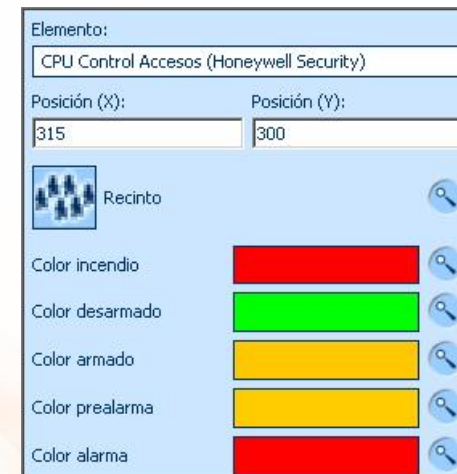 Elemento:
CPU Control Accesos (Honeywell Security)
Posición (X): Posición (Y):
315 300
Recinto
Color incendio
Color desarmado
Color armado
Color prealarma
Color alarma